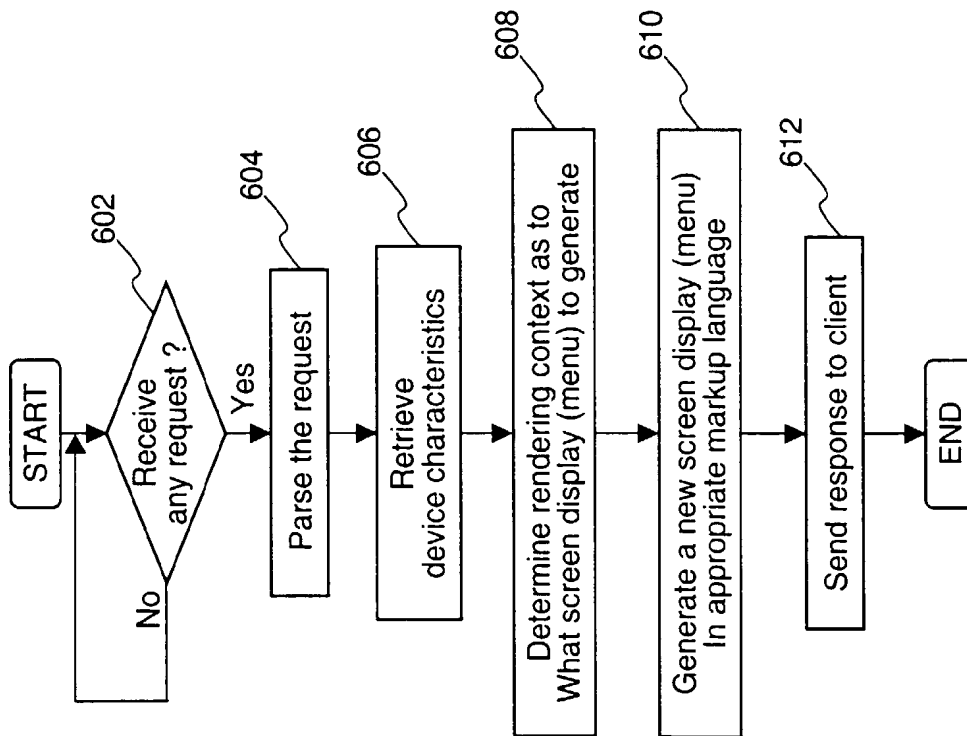 START
602
Receive
any request ?
No
Yes
604
Parse the request
606
Retrieve
device characteristics
608
Determine rendering context as to
What screen display (menu) to generate
610
Generate a new screen display (menu)
In appropriate markup language
612
Send response to client
END